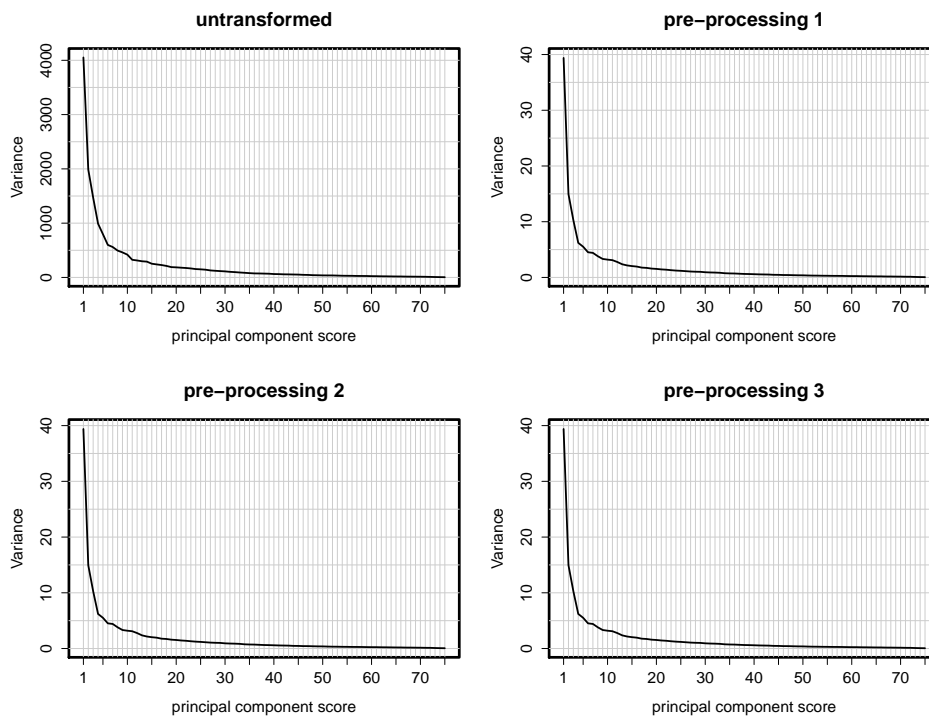 untransformed
Variance
4000
3000
2000
1000
0
1 10 20 30 40 50 60 70
principal component score
pre−processing 1
Variance
40
30
20
10
0
1 10 20 30 40 50 60 70
principal component score
pre−processing 2
Variance
40
30
20
10
0
1 10 20 30 40 50 60 70
principal component score
pre−processing 3
Variance
40
30
20
10
0
1 10 20 30 40 50 60 70
principal component score